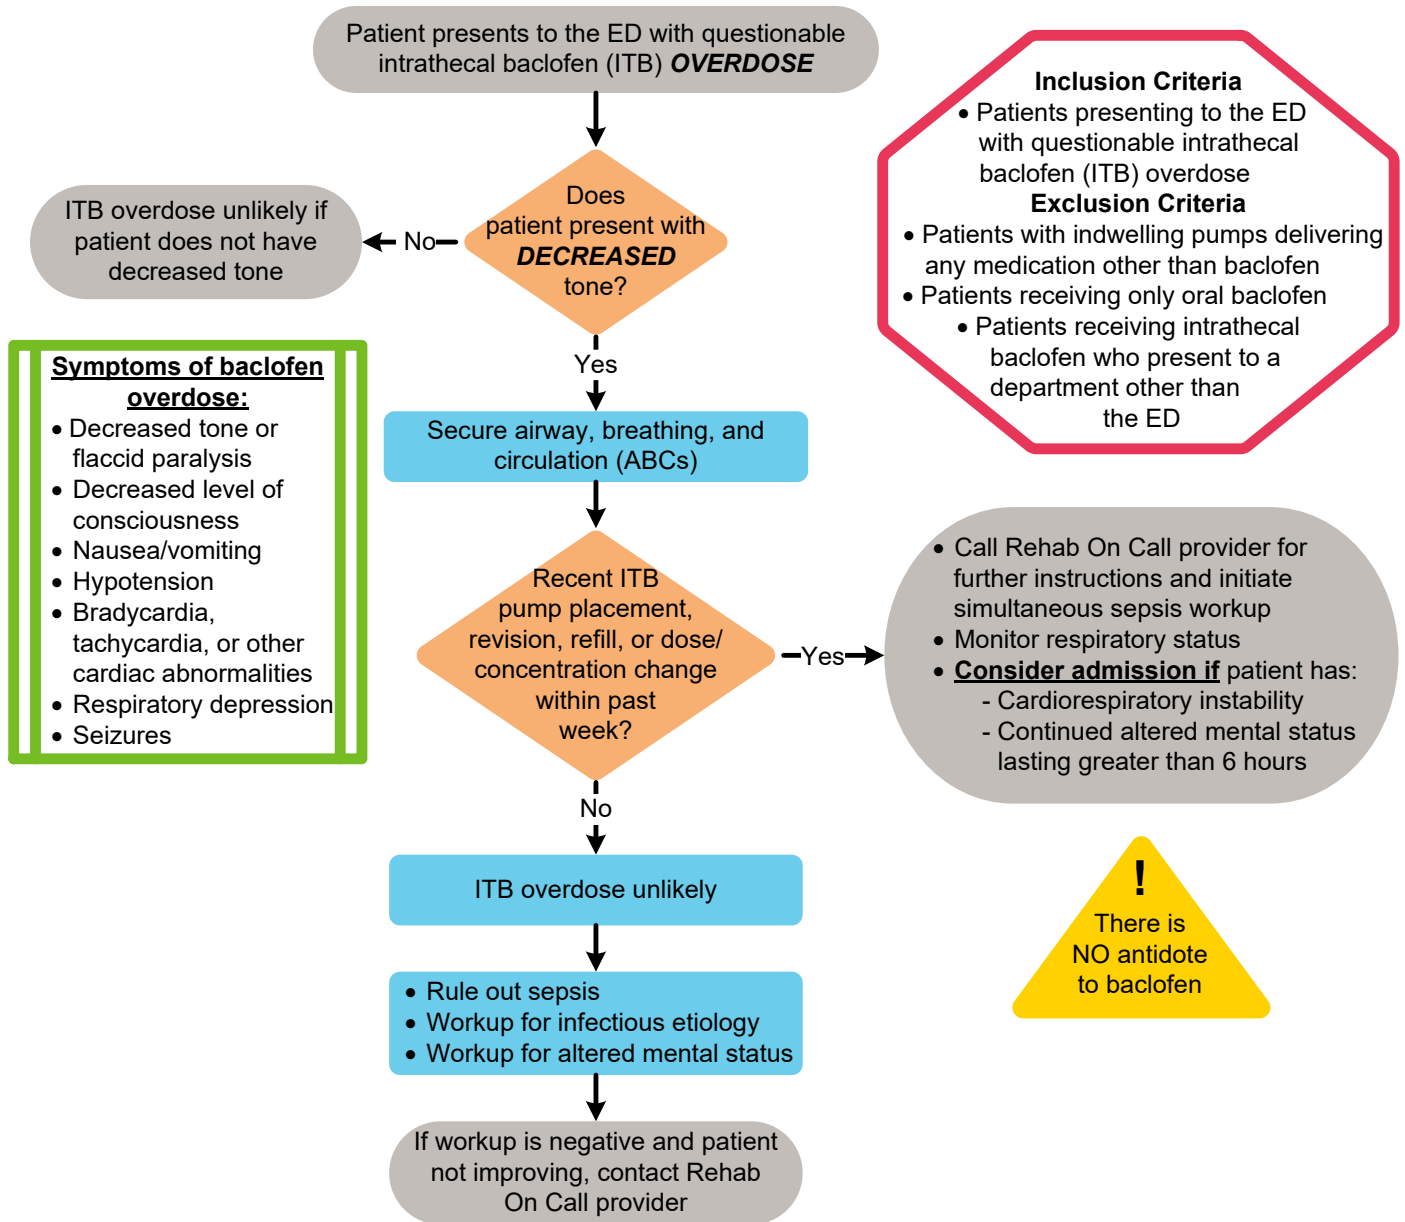 Patient presents to the ED with questionable
intrathecal baclofen (ITB) OVERDOSE
Inclusion Criteria
• Patients presenting to the ED
with questionable intrathecal
baclofen (ITB) overdose
Exclusion Criteria
• Patients with indwelling pumps delivering
any medication other than baclofen
• Patients receiving only oral baclofen
• Patients receiving intrathecal
baclofen who present to a
department other than
the ED
Does
patient present with
DECREASED
tone?
No
ITB overdose unlikely if
patient does not have
decreased tone
Yes
Symptoms of baclofen
overdose:
• Decreased tone or
flaccid paralysis
• Decreased level of
consciousness
• Nausea/vomiting
• Hypotension
• Bradycardia,
tachycardia, or other
cardiac abnormalities
• Respiratory depression
• Seizures
Secure airway, breathing, and
circulation (ABCs)
Recent ITB
pump placement,
revision, refill, or dose/
concentration change
within past
week?
Yes
• Call Rehab On Call provider for
further instructions and initiate
simultaneous sepsis workup
• Monitor respiratory status
• Consider admission if patient has:
- Cardiorespiratory instability
- Continued altered mental status
lasting greater than 6 hours
No
ITB overdose unlikely
!
There is
NO antidote
to baclofen
• Rule out sepsis
• Workup for infectious etiology
• Workup for altered mental status
If workup is negative and patient
not improving, contact Rehab
On Call provider